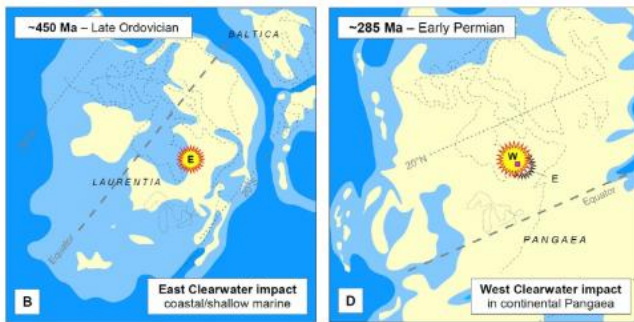 ~450 Ma – Late Ordovician
BALTICA
E
LAURENTIA
20°S
Equator
B
East Clearwater impact
coastal/shallow marine
~285 Ma – Early Permian
W
20°N
E
Equator
PANGAEA
D
West Clearwater impact
in continental Pangaea